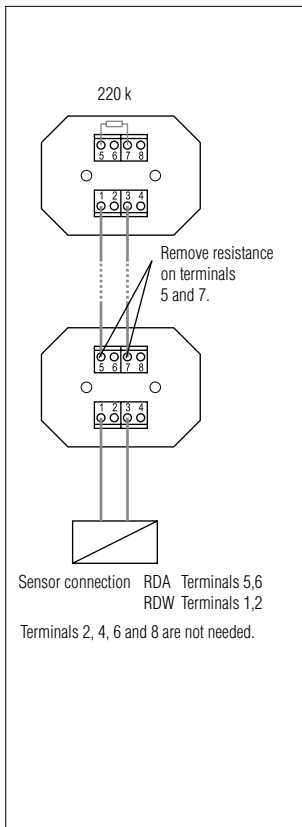 220 k
5 6 7 8
1 2 3 4
Remove resistance
on terminals
5 and 7.
5 6 7 8
1 2 3 4
Sensor connection RDA Terminals 5,6
RDW Terminals 1,2
Terminals 2, 4, 6 and 8 are not needed.